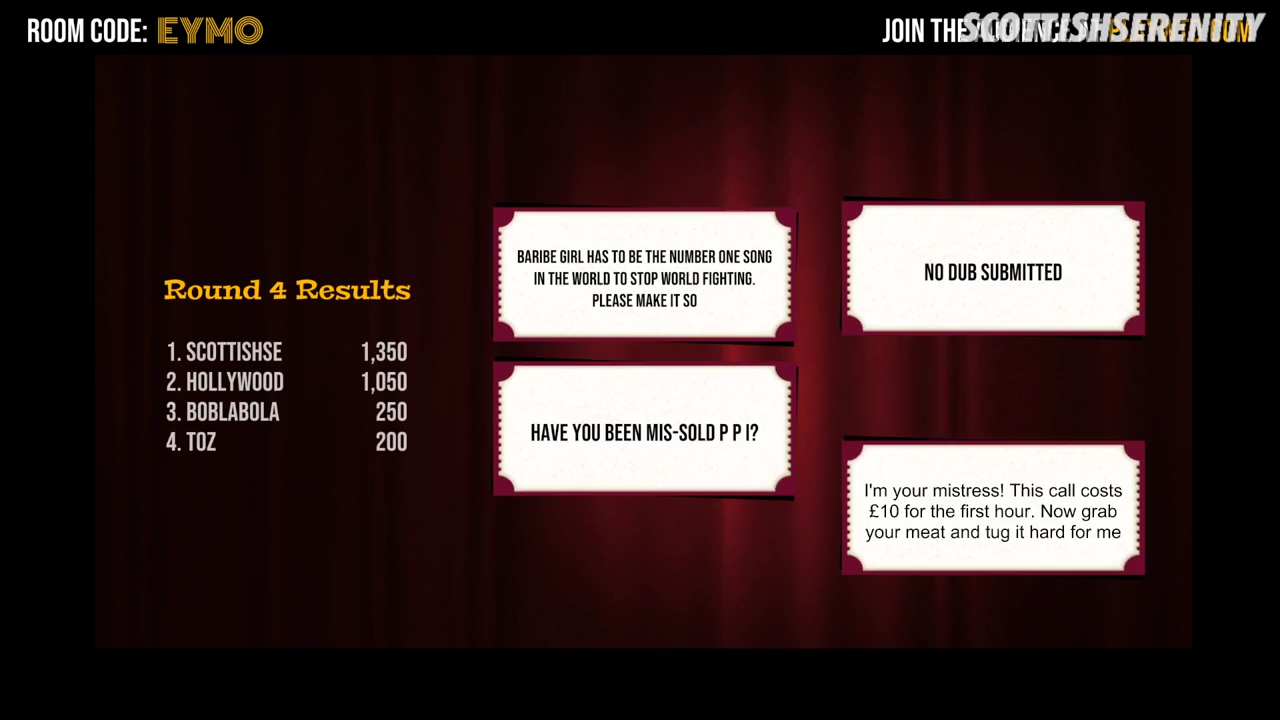 ROOM CODE: EYMO
JOIN THE
SCOTTISHSERENITY
BARIBE GIRL HAS TO BE THE NUMBER ONE SONG
IN THE WORLD TO STOP WORLD FIGHTING.
PLEASE MAKE IT SO
NO DUB SUBMITTED
Round 4 Results
1. SCOTTISHSE 1,350
2. HOLLYWOOD 1,050
3. BOBLABOLA 250
4. TOZ 200
HAVE YOU BEEN MIS-SOLD P P I?
I'm your mistress! This call costs
£10 for the first hour. Now grab
your meat and tug it hard for me